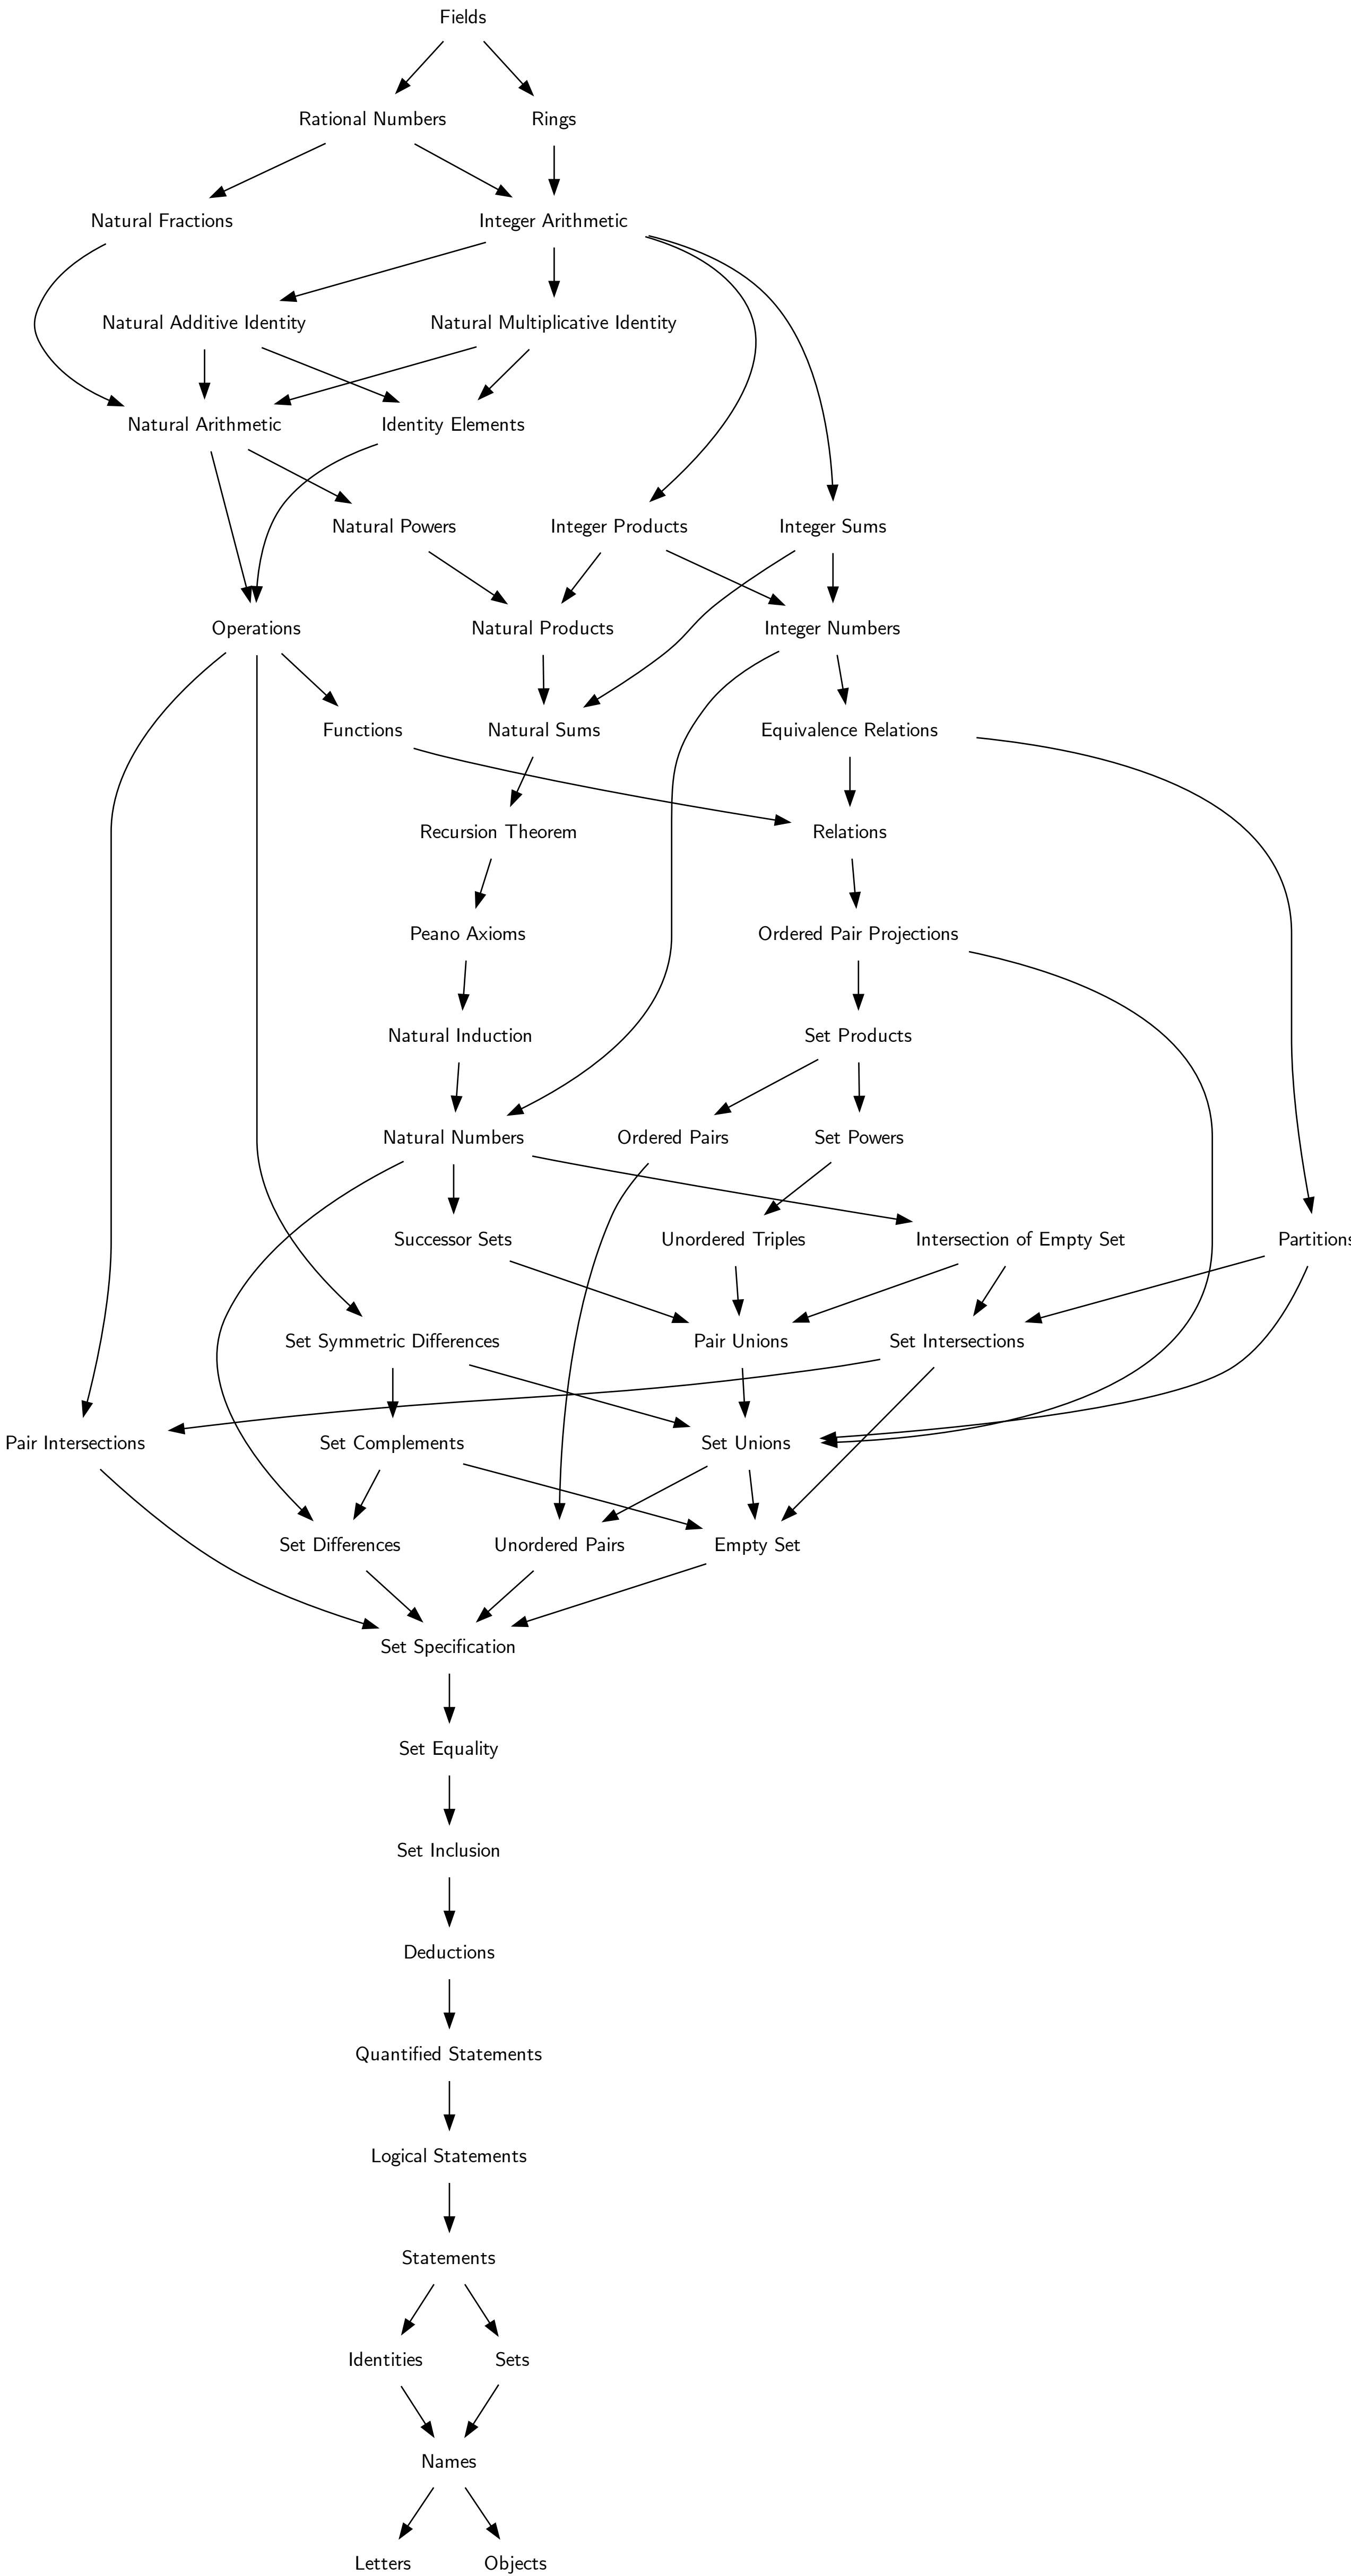 Fields
Rational Numbers
Rings
Natural Fractions
Integer Arithmetic
Natural Additive Identity
Natural Multiplicative Identity
Natural Arithmetic
Identity Elements
Natural Powers
Integer Products
Integer Sums
Operations
Natural Products
Integer Numbers
Functions
Natural Sums
Equivalence Relations
Recursion Theorem
Relations
Peano Axioms
Ordered Pair Projections
Natural Induction
Set Products
Natural Numbers
Ordered Pairs
Set Powers
Successor Sets
Unordered Triples
Intersection of Empty Set
Partitions
Set Symmetric Differences
Pair Unions
Set Intersections
Pair Intersections
Set Complements
Set Unions
Set Differences
Unordered Pairs
Empty Set
Set Specification
Set Equality
Set Inclusion
Deductions
Quantified Statements
Logical Statements
Statements
Identities
Sets
Names
Letters
Objects